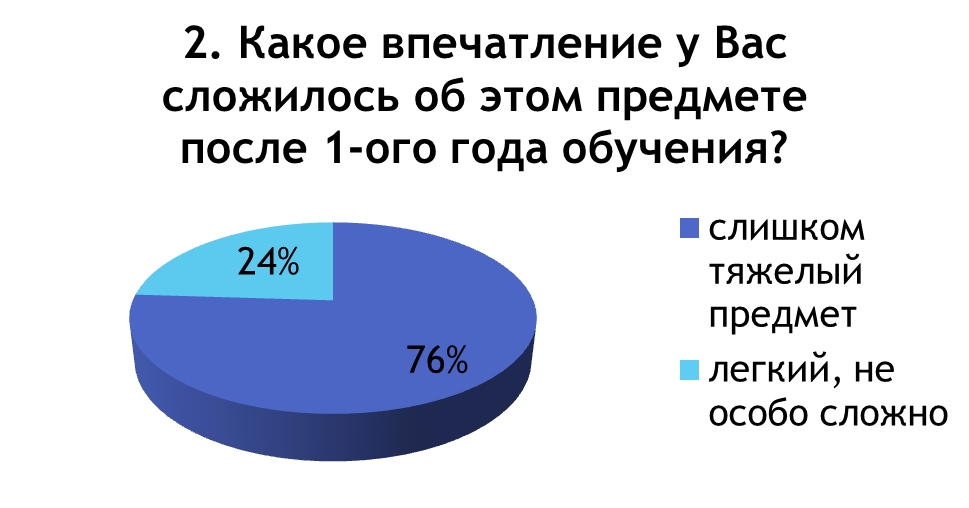 2. Какое впечатление у Вас
сложилось об этом предмете
после 1-ого года обучения?
24%
76%
слишком
тяжелый
предмет
легкий, не
особо сложно